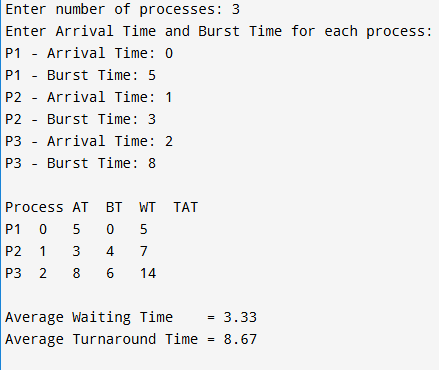 Enter number of processes: 3
Enter Arrival Time and Burst Time for each process:
P1 - Arrival Time: 0
P1 - Burst Time: 5
P2 - Arrival Time: 1
P2 - Burst Time: 3
P3 - Arrival Time: 2
P3 - Burst Time: 8
Process AT BT WT TAT
P1 0 5 0 5
P2 1 3 4 7
P3 2 8 6 14
Average Waiting Time = 3.33
Average Turnaround Time = 8.67